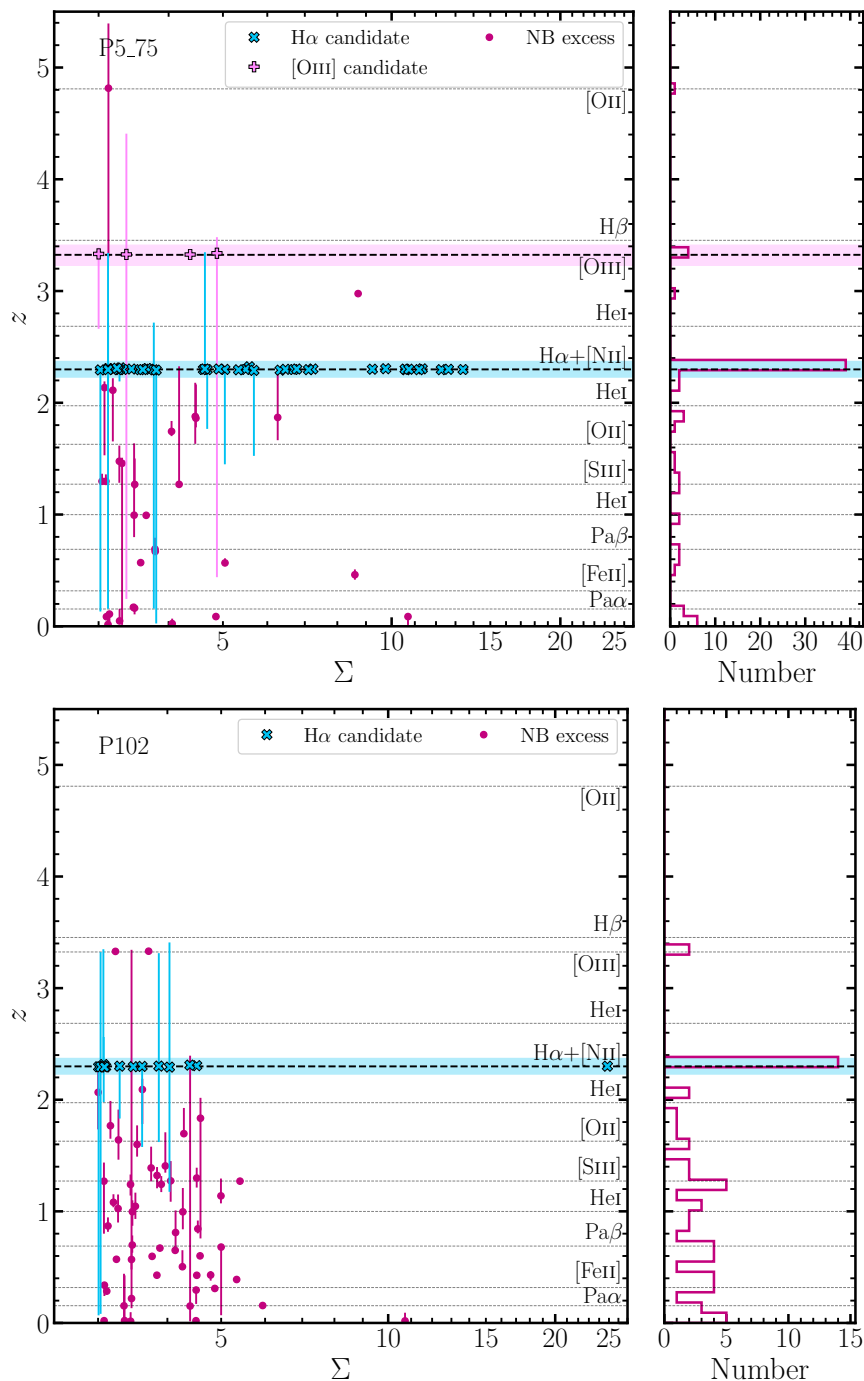 P5_75
Hα candidate
NB excess
[OIII] candidate
5
4
3
2
1
0
z
[OII]
Hβ
[OIII]
HeI
Hα+[NII]
HeI
[OII]
[SIII]
HeI
Paβ
[FeII]
Paα
5 10 15 20 25
Σ
0 10 20 30 40
Number
P102
Hα candidate
NB excess
5
4
3
2
1
0
z
[OII]
Hβ
[OIII]
HeI
Hα+[NII]
HeI
[OII]
[SIII]
HeI
Paβ
[FeII]
Paα
5 10 15 20 25
Σ
0 5 10 15
Number